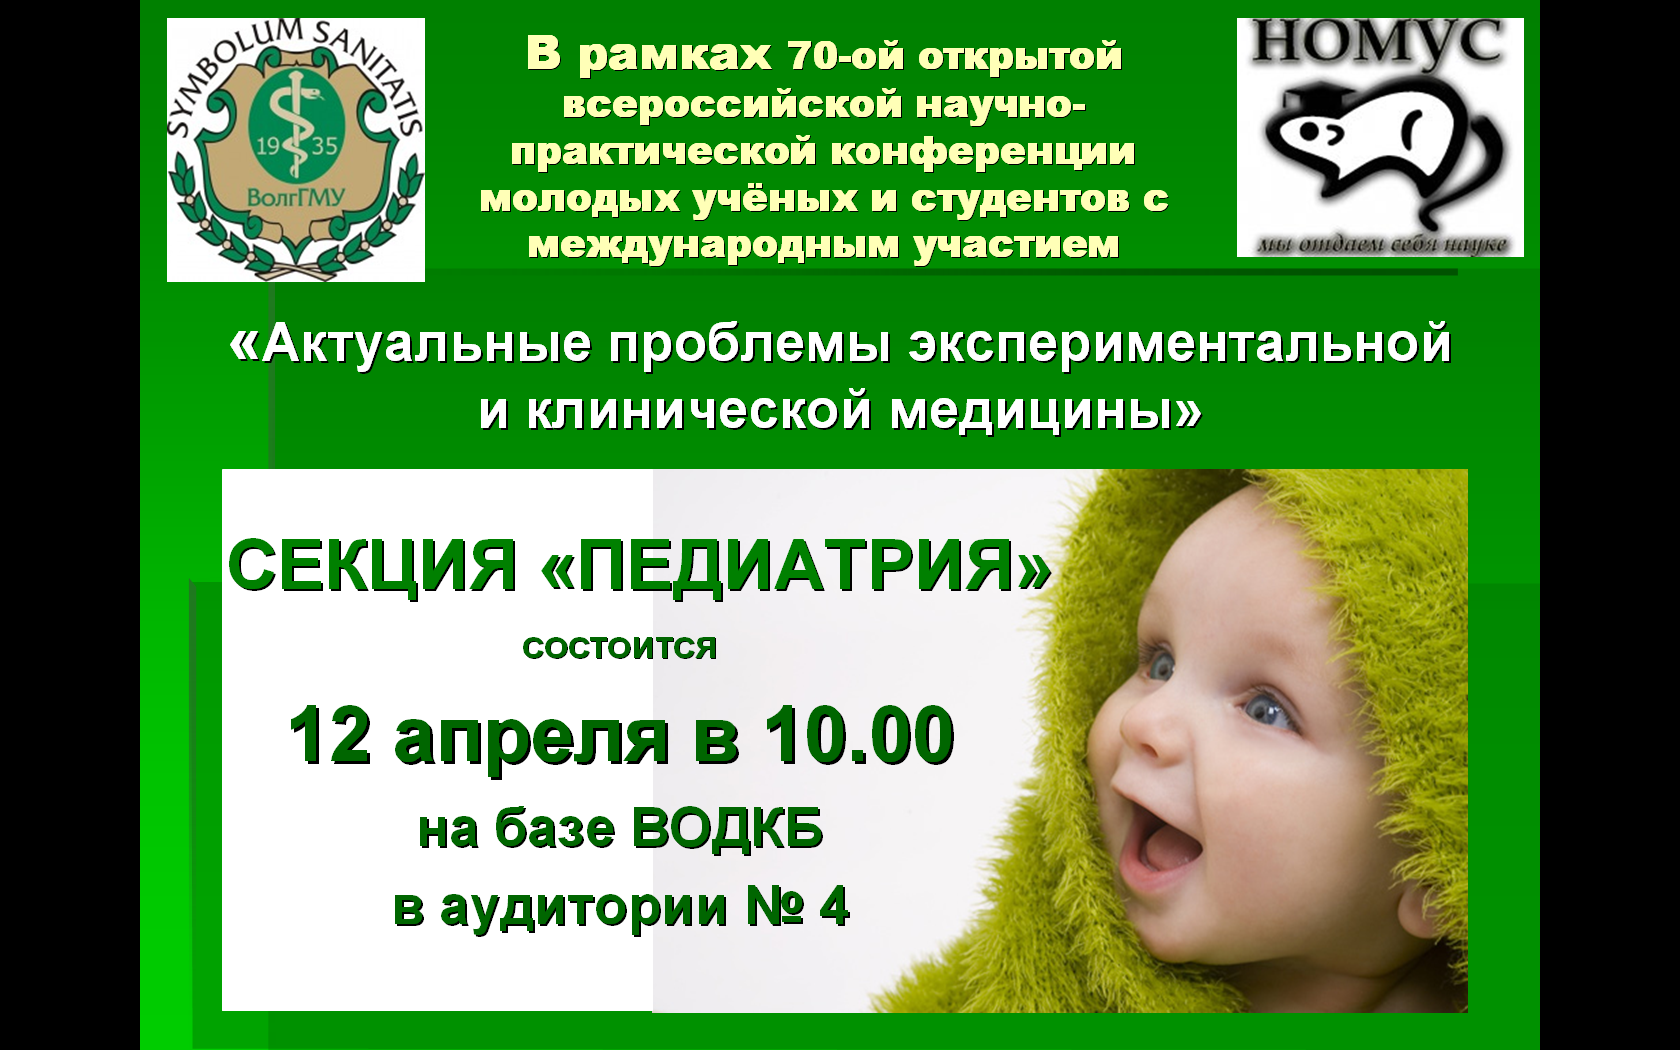 SYMBOLUM SANITATIS
19 35
ВолгГМУ
В рамках 70-ой открытой
всероссийской научно-
практической конференции
молодых учёных и студентов с
международным участием
НОМУС
мы отдаем себя науке
«Актуальные проблемы экспериментальной
и клинической медицины»
СЕКЦИЯ «ПЕДИАТРИЯ»
состоится
12 апреля в 10.00
на базе ВОДКБ
в аудитории № 4